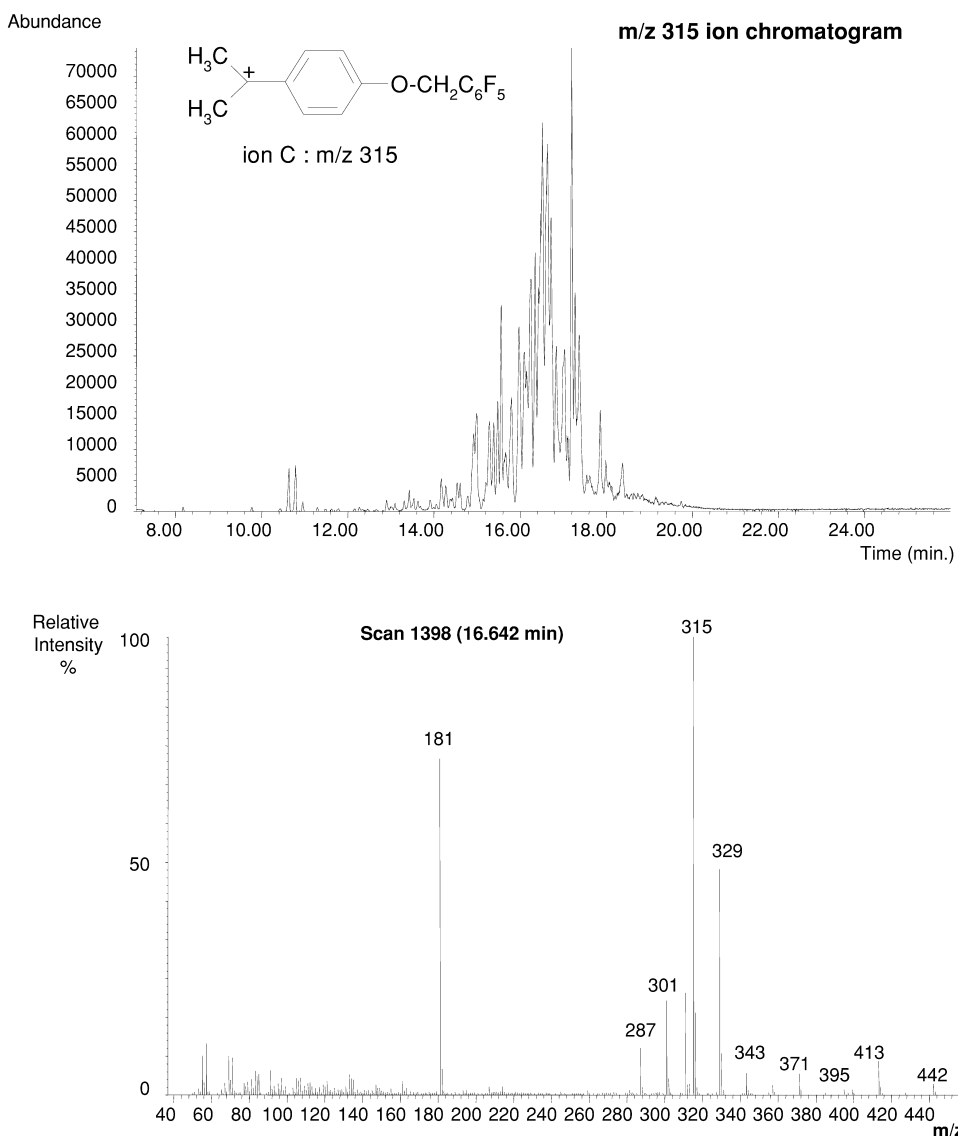 Abundance
m/z 315 ion chromatogram
70000
65000
60000
55000
50000
45000
40000
35000
30000
25000
20000
15000
10000
5000
0
H3C
+
H3C
O-CH2C6F5
ion C : m/z 315
8.00 10.00 12.00 14.00 16.00 18.00 20.00 22.00 24.00
Time (min.)
Relative
Intensity
%
100
50
0
Scan 1398 (16.642 min)
315
181
329
301
287
343
371
395
413
442
40 60 80 100 120 140 160 180 200 220 240 260 280 300 320 340 360 380 400 420 440
m/z